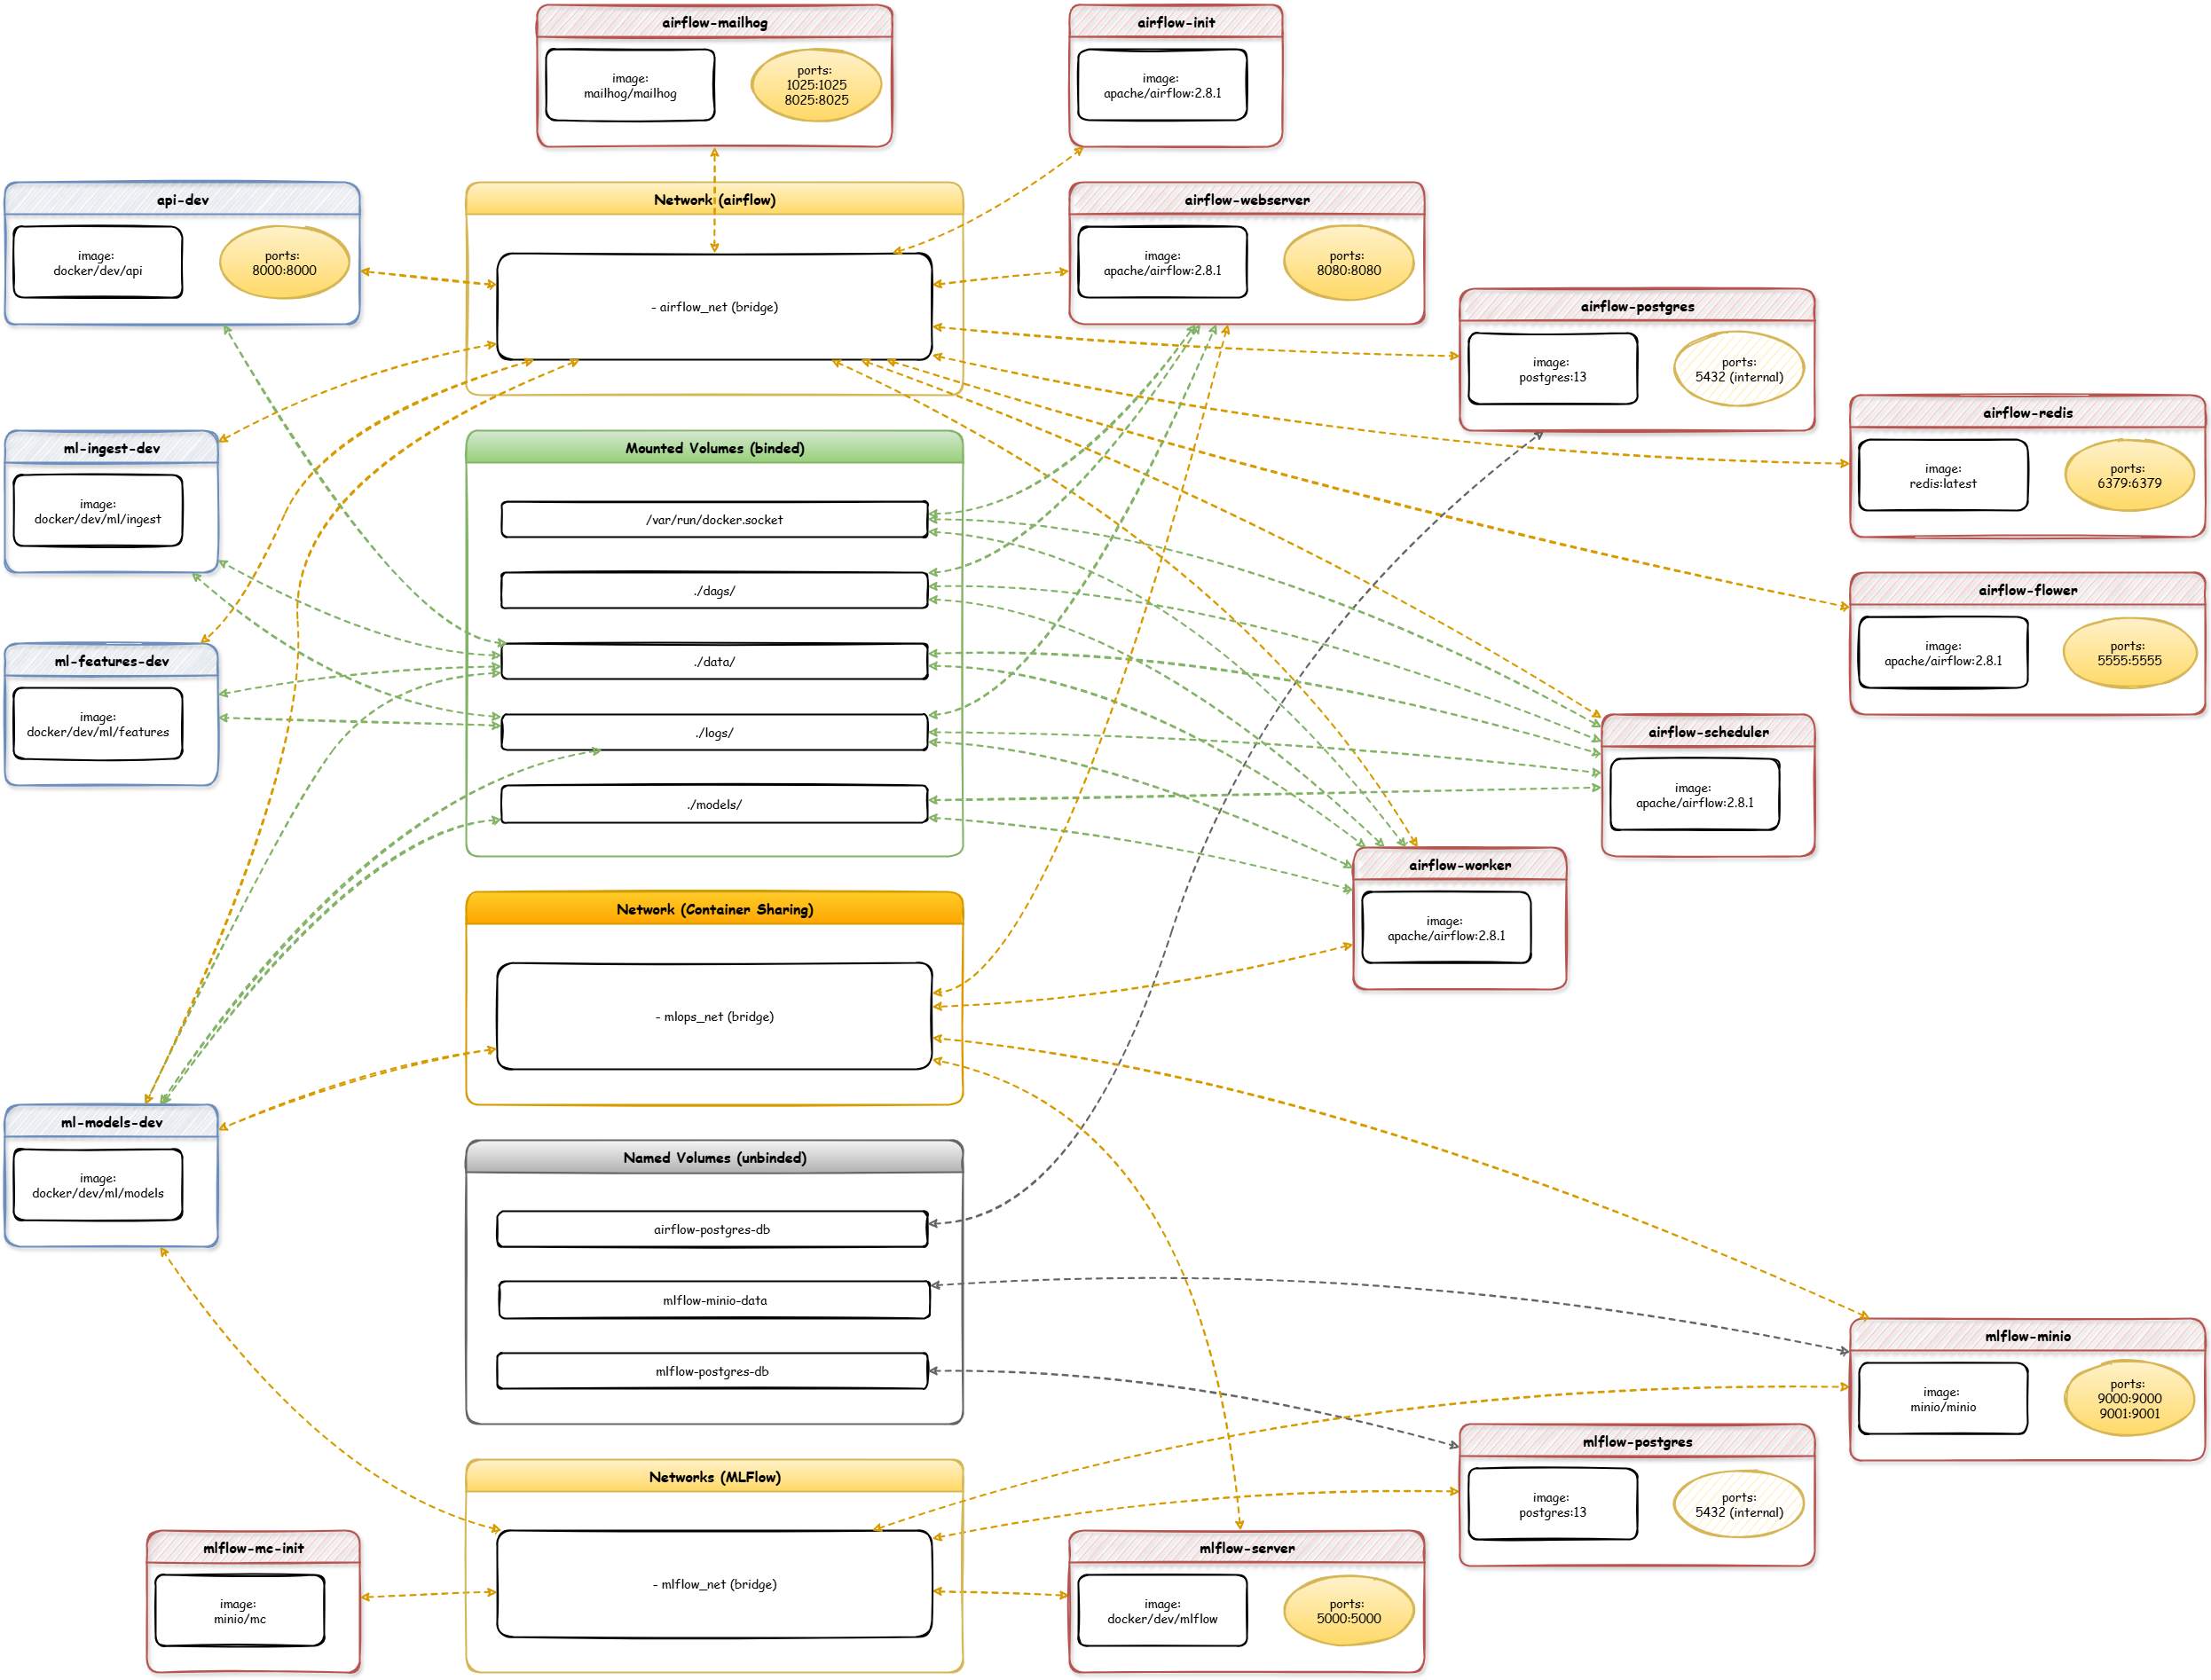 airflow-mailhog
image:
mailhog/mailhog
ports:
1025:1025
8025:8025
airflow-init
image:
apache/airflow:2.8.1
api-dev
image:
docker/dev/api
ports:
8000:8000
Network (airflow)
- airflow_net (bridge)
airflow-webserver
image:
apache/airflow:2.8.1
ports:
8080:8080
airflow-postgres
image:
postgres:13
ports:
5432 (internal)
airflow-redis
image:
redis:latest
ports:
6379:6379
ml-ingest-dev
image:
docker/dev/ml/ingest
Mounted Volumes (binded)
/var/run/docker.socket
./dags/
./data/
./logs/
./models/
airflow-flower
image:
apache/airflow:2.8.1
ports:
5555:5555
ml-features-dev
image:
docker/dev/ml/features
airflow-scheduler
image:
apache/airflow:2.8.1
airflow-worker
image:
apache/airflow:2.8.1
Network (Container Sharing)
- mlops_net (bridge)
ml-models-dev
image:
docker/dev/ml/models
Named Volumes (unbinded)
airflow-postgres-db
mlflow-minio-data
mlflow-postgres-db
mlflow-minio
image:
minio/minio
ports:
9000:9000
9001:9001
mlflow-postgres
image:
postgres:13
ports:
5432 (internal)
Networks (MLFlow)
- mlflow_net (bridge)
mlflow-mc-init
image:
minio/mc
mlflow-server
image:
docker/dev/mlflow
ports:
5000:5000